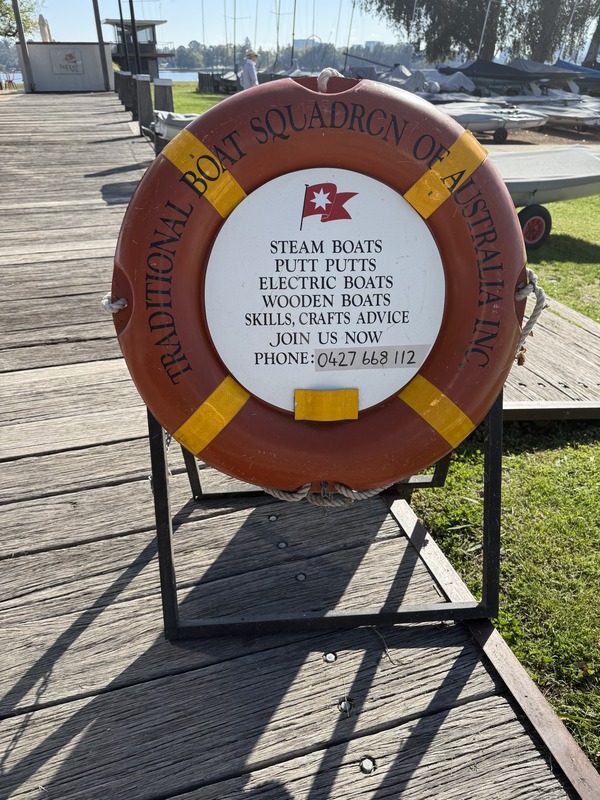 TRADITIONAL BOAT SQUADRCN OF AUSTRALIA INC
STEAM BOATS
PUTT PUTTS
ELECTRIC BOATS
WOODEN BOATS
SKILLS, CRAFTS ADVICE
JOIN US NOW
PHONE: 0427 668 112